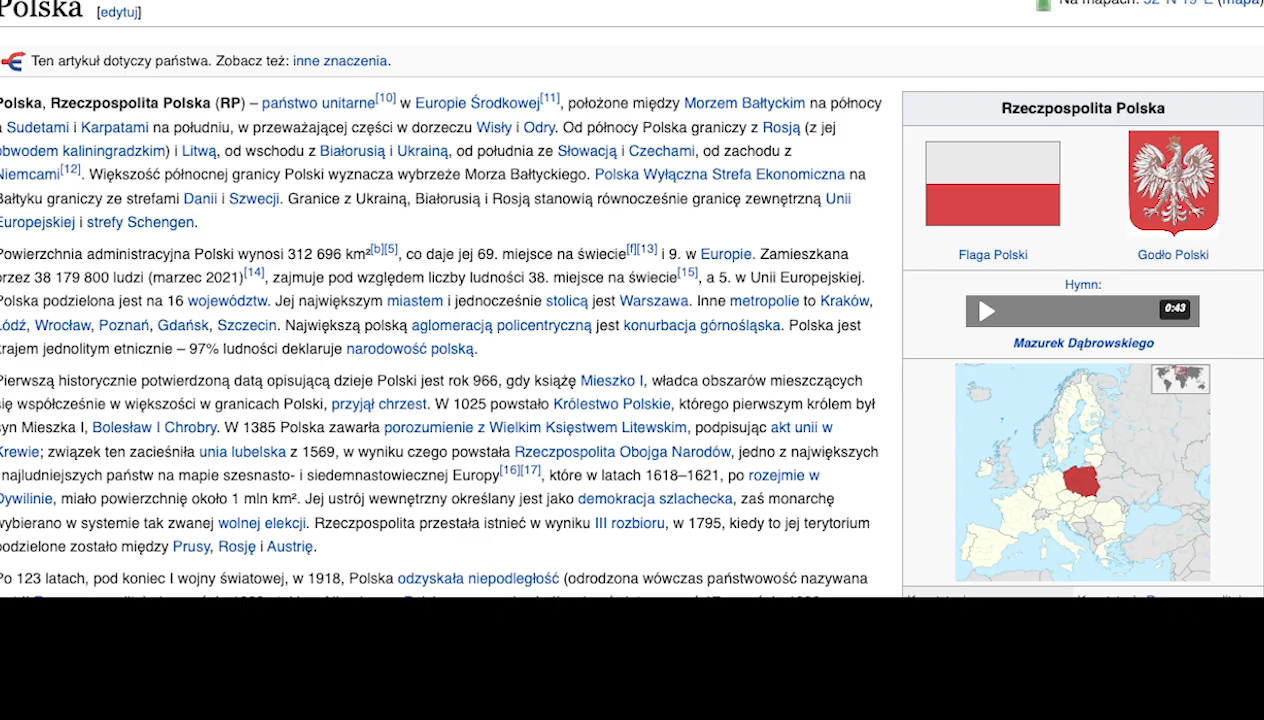 Polska [edytuj]
Na mapach: 52°N 19°E (mapa)
Ten artykuł dotyczy państwa. Zobacz też: inne znaczenia.
Polska, Rzeczpospolita Polska (RP) – państwo unitarne[10] w Europie Środkowej[11], położone między Morzem Bałtyckim na północy
a Sudetami i Karpatami na południu, w przeważającej części w dorzeczu Wisły i Odry. Od północy Polska graniczy z Rosją (z jej
obwodem kaliningradzkim) i Litwą, od wschodu z Białorusią i Ukrainą, od południa ze Słowacją i Czechami, od zachodu z
Niemcami[12]. Większość północnej granicy Polski wyznacza wybrzeże Morza Bałtyckiego. Polska Wyłączna Strefa Ekonomiczna na
Bałtyku graniczy ze strefami Danii i Szwecji. Granice z Ukrainą, Białorusią i Rosją stanowią równocześnie granicę zewnętrzną Unii
Europejskiej i strefy Schengen.
Powierzchnia administracyjna Polski wynosi 312 696 km²[b][5], co daje jej 69. miejsce na świecie[f][13] i 9. w Europie. Zamieszkana
przez 38 179 800 ludzi (marzec 2021)[14], zajmuje pod względem liczby ludności 38. miejsce na świecie[15], a 5. w Unii Europejskiej.
Polska podzielona jest na 16 województw. Jej największym miastem i jednocześnie stolicą jest Warszawa. Inne metropolie to Kraków,
Łódź, Wrocław, Poznań, Gdańsk, Szczecin. Największą polską aglomeracją policentryczną jest konurbacja górnośląska. Polska jest
krajem jednolitym etnicznie – 97% ludności deklaruje narodowość polską.
Pierwszą historycznie potwierdzoną datą opisującą dzieje Polski jest rok 966, gdy książę Mieszko I, władca obszarów mieszczących
się współcześnie w większości w granicach Polski, przyjął chrzest. W 1025 powstało Królestwo Polskie, którego pierwszym królem był
syn Mieszka I, Bolesław I Chrobry. W 1385 Polska zawarła porozumienie z Wielkim Księstwem Litewskim, podpisując akt unii w
Krewie; związek ten zacieśniła unia lubelska z 1569, w wyniku czego powstała Rzeczpospolita Obojga Narodów, jedno z największych
i najludniejszych państw na mapie szesnasto- i siedemnastowiecznej Europy[16][17], które w latach 1618–1621, po rozejmie w
Dywilinie, miało powierzchnię około 1 mln km². Jej ustrój wewnętrzny określany jest jako demokracja szlachecka, zaś monarchę
wybierano w systemie tak zwanej wolnej elekcji. Rzeczpospolita przestała istnieć w wyniku III rozbioru, w 1795, kiedy to jej terytorium
podzielone zostało między Prusy, Rosję i Austrię.
Po 123 latach, pod koniec I wojny światowej, w 1918, Polska odzyskała niepodległość (odrodzona wówczas państwowość nazywana
Rzeczpospolita Polska
Flaga Polski
Godło Polski
Hymn:
0:43
Mazurek Dąbrowskiego